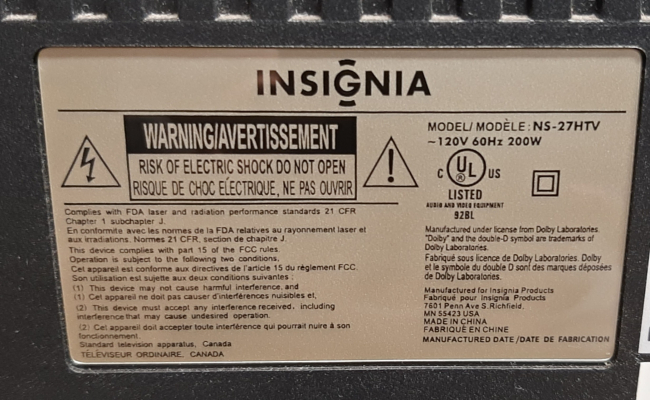 INSIGNIA
WARNING/AVERTISSEMENT
RISK OF ELECTRIC SHOCK DO NOT OPEN
RISQUE DE CHOC ELÉCTRIQUE, NE PAS OUVRIR
Complies with FDA laser and radiation performance standards 21 CFR
Chapter 1 subchapter J.
En conformite avec les normes de la FDA relatives au rayonnement laser et
aux irradiations. Normes 21 CFR, section de chapitre J.
This device complies with part 15 of the FCC rules.
Operation is subject to the following two conditions.
Cet appareil est conforme aux directives de l'article 15 du réglement FCC.
Son utilisation est sujette aux deux conditions suivantes :
(1) This device may not cause harmful interference, and
(1) Cet appareil ne doit pas causer d'interférences nuisibles et,
(2) This device must accept any interference received, including
interference that may cause undesired operation.
(2) Cet appareil doit accepter toute interférence qui pourrait nuire à son
fonctionnement.
Standard television apparatus, Canada
TÉLÉVISEUR ORDINAIRE, CANADA
MODEL/ MODÈLE : NS-27HTV
~120V 60Hz 200W
C UL US
®
LISTED
AUDIO AND VIDEO EQUIPMENT
92BL
Manufactured under license from Dolby Laboratories.
"Dolby" and the double-D symbol are trademarks of
Dolby Laboratories.
Fabriqué sous licence de Dolby Laboratories. Dolby
et le symbole du double D sont des marques déposées
de Dolby Laboratories.
Manufactured for Insignia Products
Fabriqué pour Insignia Products
7601 Penn Ave S.Richfield,
MN 55423 USA
MADE IN CHINA
FABRIQUÉ EN CHINE
MANUFACTURED DATE /DATE DE FABRICATION